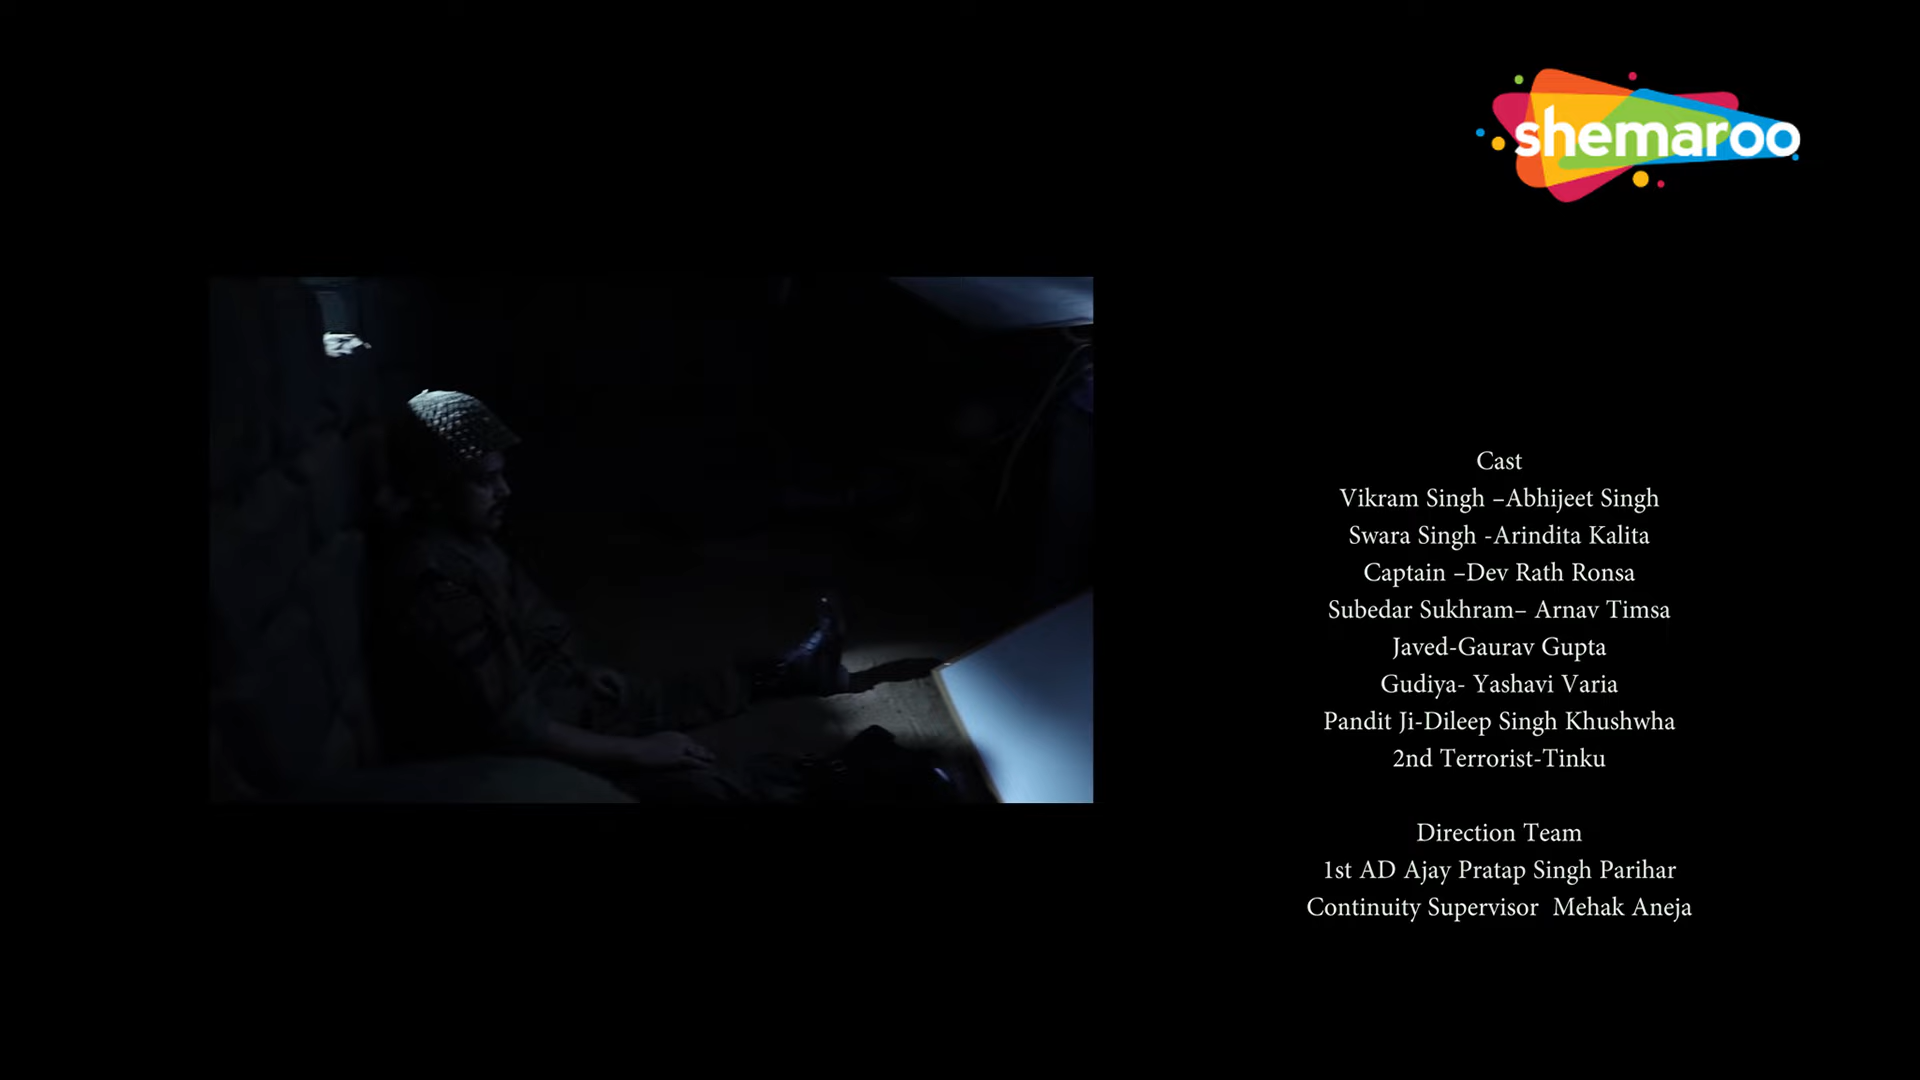 shemaroo
Cast
Vikram Singh –Abhijeet Singh
Swara Singh -Arindita Kalita
Captain –Dev Rath Ronsa
Subedar Sukhram– Arnav Timsa
Javed-Gaurav Gupta
Gudiya- Yashavi Varia
Pandit Ji-Dileep Singh Khushwha
2nd Terrorist-Tinku
Direction Team
1st AD Ajay Pratap Singh Parihar
Continuity Supervisor  Mehak Aneja